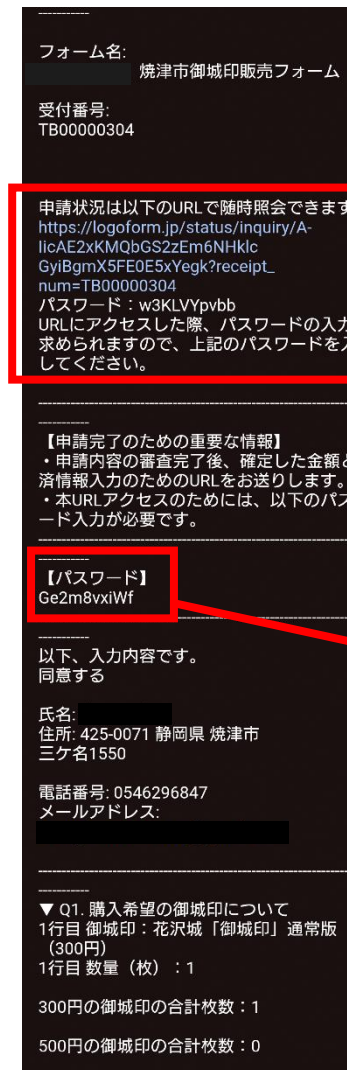 フォーム名:
焼津市御城印販売フォーム
受付番号:
TB00000304
申請状況は以下のURLで随時照会できます
https://logoform.jp/status/inquiry/A-
IicAE2xKMQbGS2zEm6NHklc
GyiBgmX5FE0E5xYegk?receipt_
num=TB00000304
パスワード：w3KLVYpvbb
URLにアクセスした際、パスワードの入力
求められますので、上記のパスワードを入
してください。
【申請完了のための重要な情報】
・申請内容の審査完了後、確定した金額と
済情報入力のためのURLをお送りします。
・本URLアクセスのためには、以下のパス
ード入力が必要です。
【パスワード】
Ge2m8vxiWf
以下、入力内容です。
同意する
氏名:
住所: 425-0071 静岡県 焼津市
三ケ名1550
電話番号: 0546296847
メールアドレス:
▼ Q1. 購入希望の御城印について
1行目 御城印：花沢城「御城印」通常版
（300円）
1行目 数量（枚）：1
300円の御城印の合計枚数：1
500円の御城印の合計枚数：0